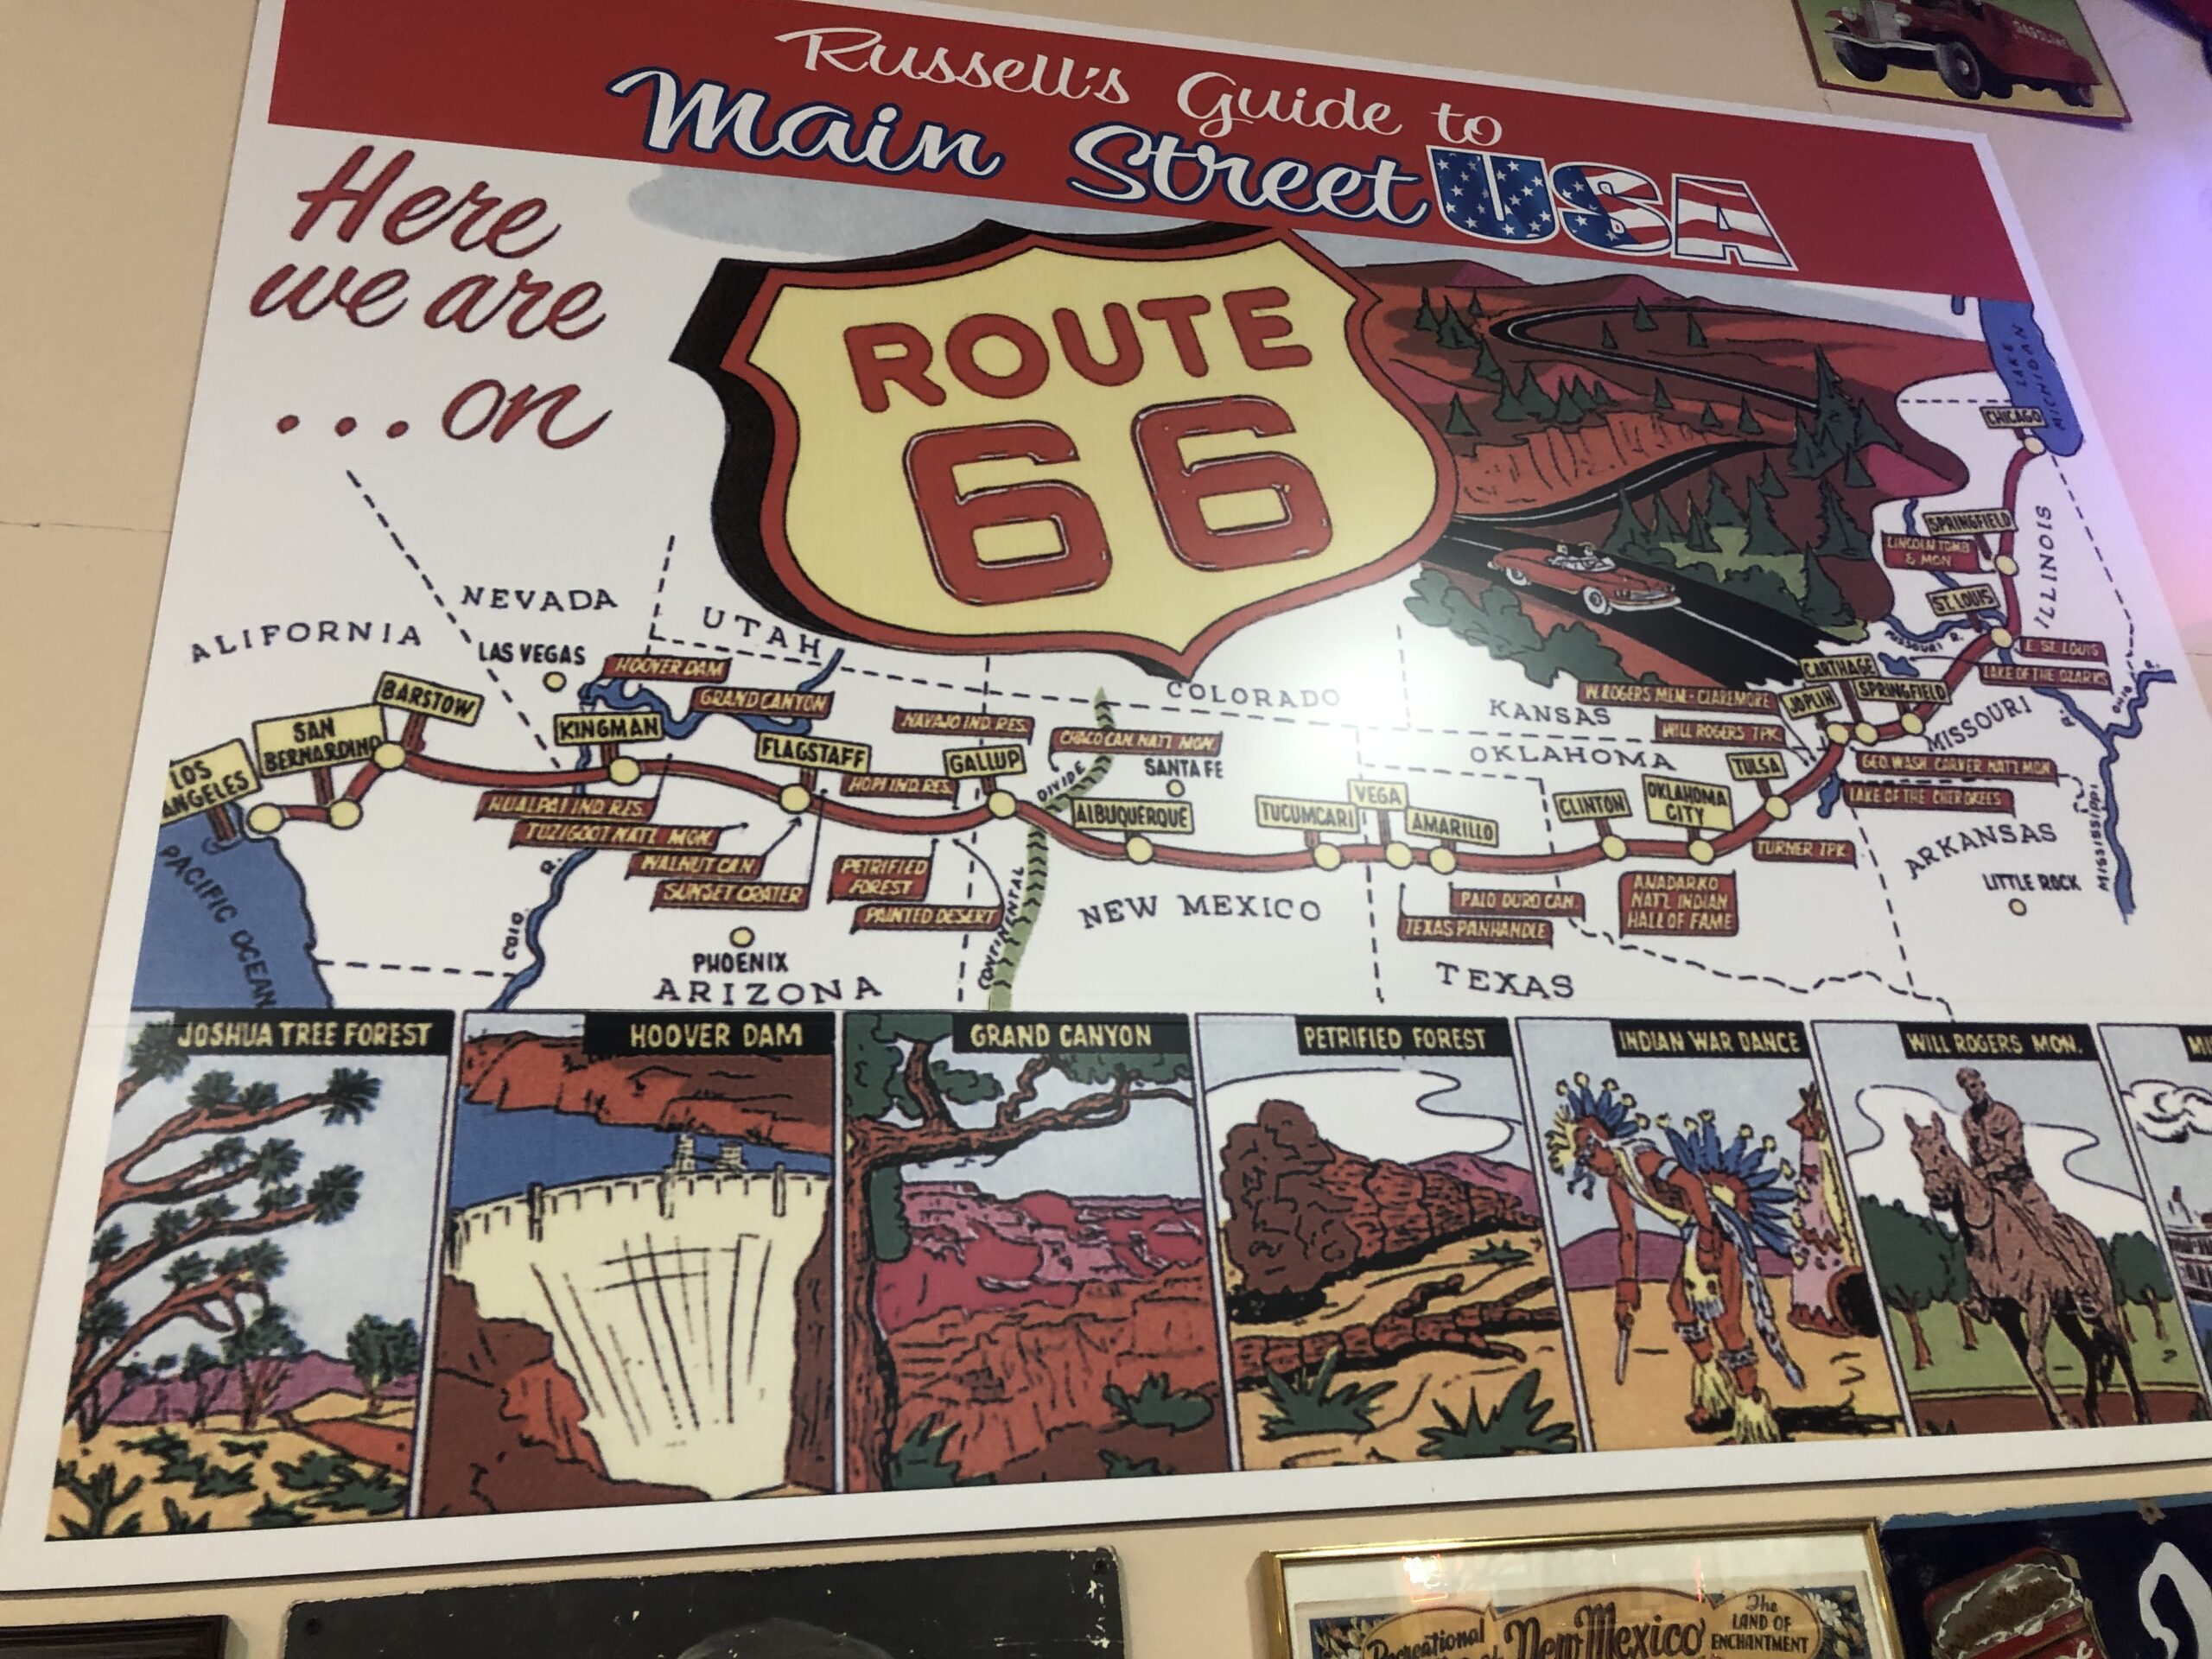 GASOLINE
Russell's Guide to
Main Street USA
Here
we are
...on
ROUTE
66
LAKE
MICHIGAN
CHICAGO
SPRINGFIELD
LINCOLN TOMB
& MON
ILLINOIS
ST. LOUIS
MISSOURI R.
E. ST. LOUIS
LAKE OF THE OZARKS
OHIO R.
NEVADA
ALIFORNIA
LAS VEGAS
UTAH
HOOVER DAM
GRAND CANYON
COLORADO
KANSAS
W. ROGERS MEM - CLAREMORE
CARTHAGE
JOPLIN
SPRINGFIELD
MISSOURI
WILL ROGERS TPK.
BARSTOW
SAN
BERNARDINO
LOS
ANGELES
KINGMAN
FLAGSTAFF
NAVAJO IND. RES.
GALLUP
CHACO CAN. NAT'L MON.
SANTA FE
DIVIDE
OKLAHOMA
TULSA
GEO. WASH. CARVER NAT'L MON.
LAKE OF THE CHEROKEES
HUALPAI IND. RES.
HOPI IND. RES.
ALBUQUERQUE
TUCUMCARI
VEGA
AMARILLO
CLINTON
OKLAHOMA
CITY
TURNER TPK.
ARKANSAS
LITTLE ROCK
MISSISSIPPI
TUZIGOOT NAT'L MON.
WALNUT CAN.
SUNSET CRATER
PETRIFIED
FOREST
PAINTED DESERT
CONTINENTAL
NEW MEXICO
PALO DURO CAN.
TEXAS PANHANDLE
ANADARKO
NAT'L INDIAN
HALL OF FAME
PACIFIC OCEAN
COLO R.
PHOENIX
ARIZONA
TEXAS
JOSHUA TREE FOREST
HOOVER DAM
GRAND CANYON
PETRIFIED FOREST
INDIAN WAR DANCE
WILL ROGERS MON.
Recreational
New Mexico
The
LAND OF
ENCHANTMENT